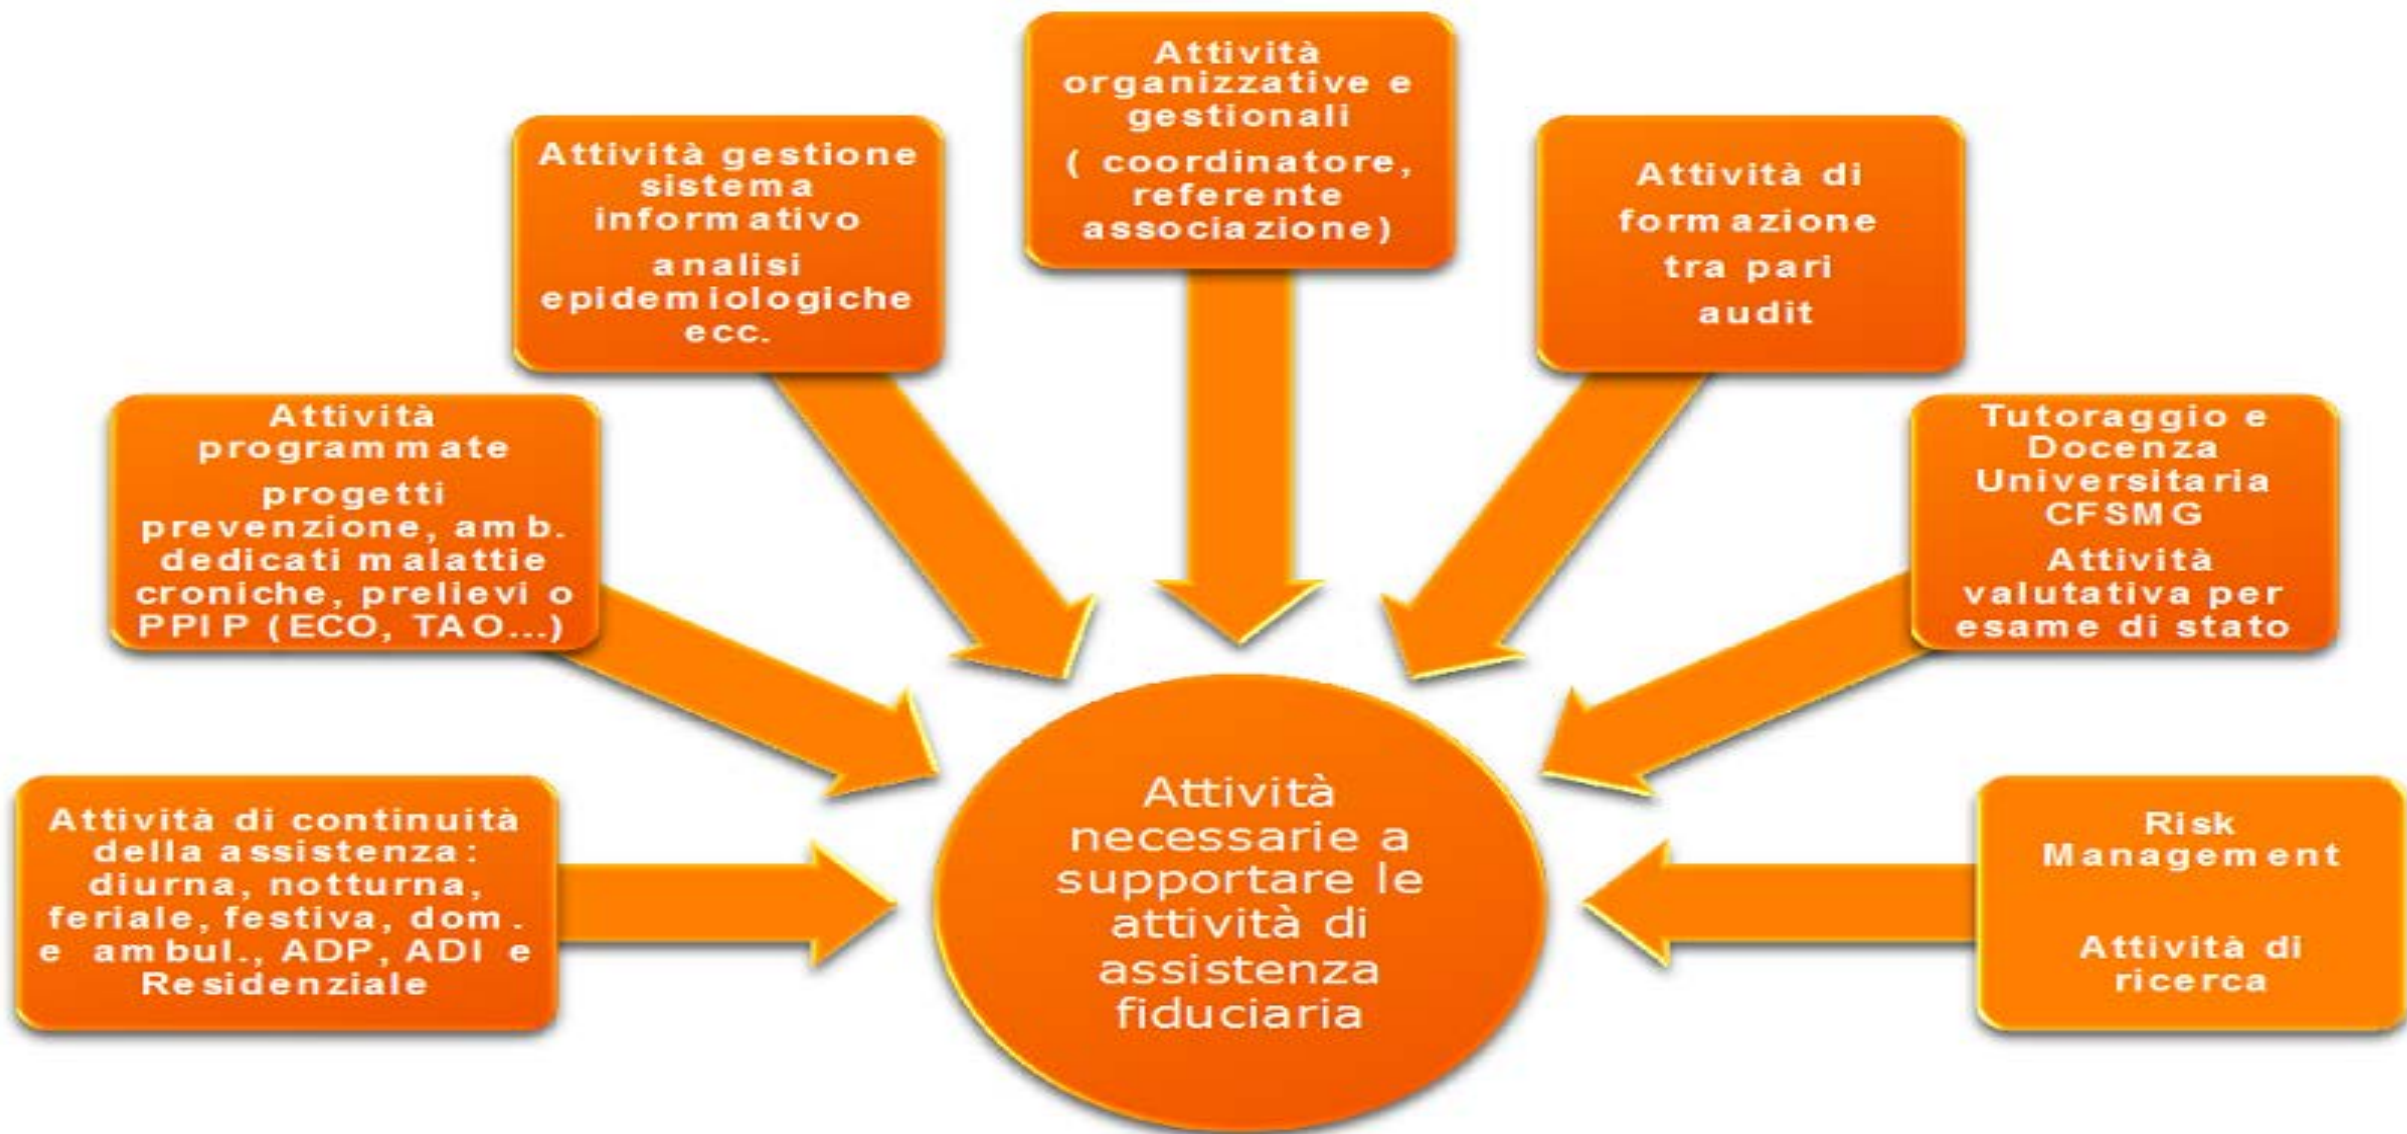 Attività
organizzative e
gestionali
( coordinatore,
referente
associazione)
Attività gestione
sistema
informativo
analisi
epidemiologiche
ecc.
Attività di
formazione
tra pari
audit
Attività
programmate
progetti
prevenzione, amb.
dedicati malattie
croniche, prelievi o
PPIP (ECO, TAO...)
Tutoraggio e
Docenza
Universitaria
CFSMG
Attività
valutativa per
esame di stato
Attività di continuità
della assistenza:
diurna, notturna,
feriale, festiva, dom.
e ambul., ADP, ADI e
Residenziale
Attività
necessarie a
supportare le
attività di
assistenza
fiduciaria
Risk
Management
Attività di
ricerca